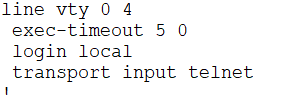 line vty 0 4
 exec-timeout 5 0
 login local
 transport input telnet
!